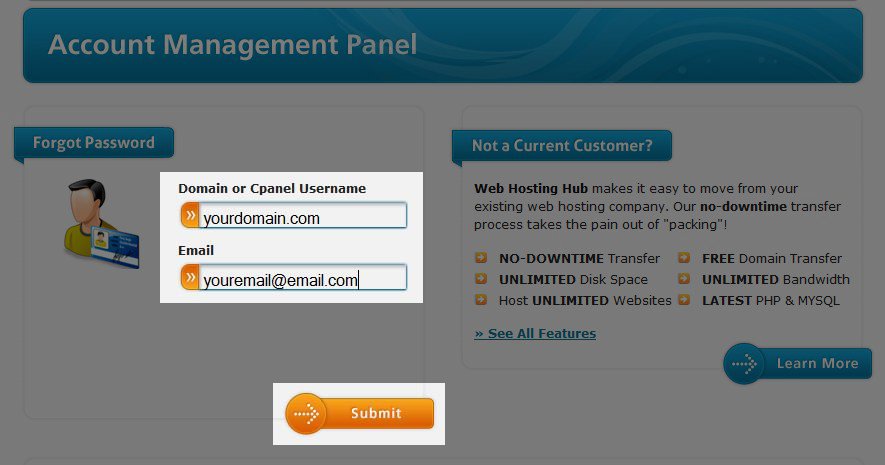 Account Management Panel
Forgot Password
Domain or Cpanel Username
yourdomain.com
Email
youremail@email.com
Submit
Not a Current Customer?
Web Hosting Hub makes it easy to move from your
existing web hosting company. Our no-downtime transfer
process takes the pain out of "packing"!
NO-DOWNTIME Transfer
FREE Domain Transfer
UNLIMITED Disk Space
UNLIMITED Bandwidth
Host UNLIMITED Websites
LATEST PHP & MYSQL
» See All Features
Learn More